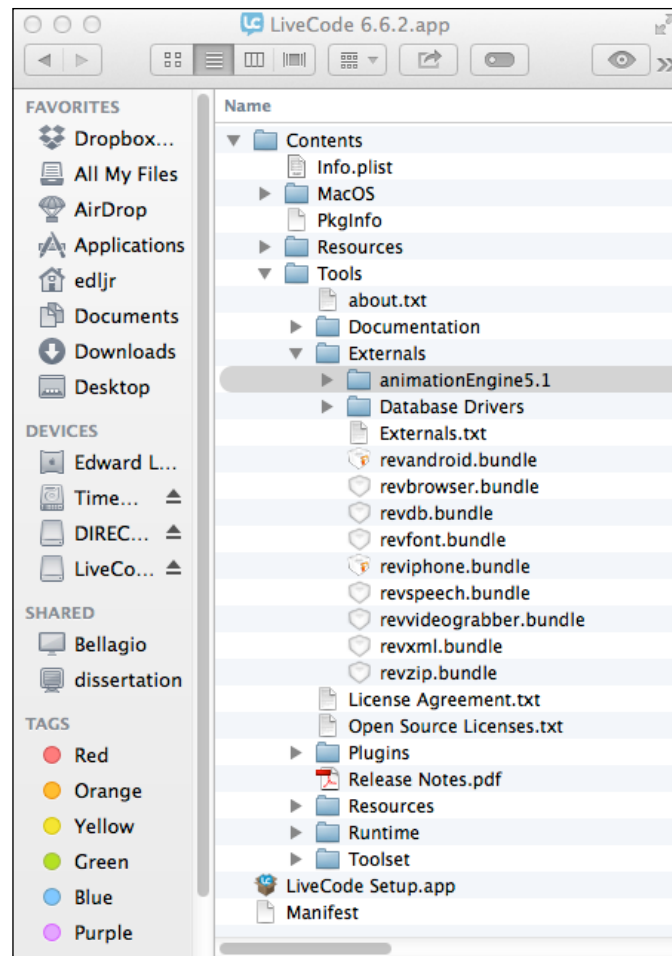 LiveCode 6.6.2.app
FAVORITES
Dropbox...
All My Files
AirDrop
Applications
edljr
Documents
Downloads
Desktop
DEVICES
Edward L...
Time...
DIREC...
LiveCo...
SHARED
Bellagio
dissertation
TAGS
Red
Orange
Yellow
Green
Blue
Purple
Name
Contents
Info.plist
MacOS
PkgInfo
Resources
Tools
about.txt
Documentation
Externals
animationEngine5.1
Database Drivers
Externals.txt
revandroid.bundle
revbrowser.bundle
revdb.bundle
revfont.bundle
reviphone.bundle
revspeech.bundle
revvideograbber.bundle
revxml.bundle
revzip.bundle
License Agreement.txt
Open Source Licenses.txt
Plugins
Release Notes.pdf
Resources
Runtime
Toolset
LiveCode Setup.app
Manifest